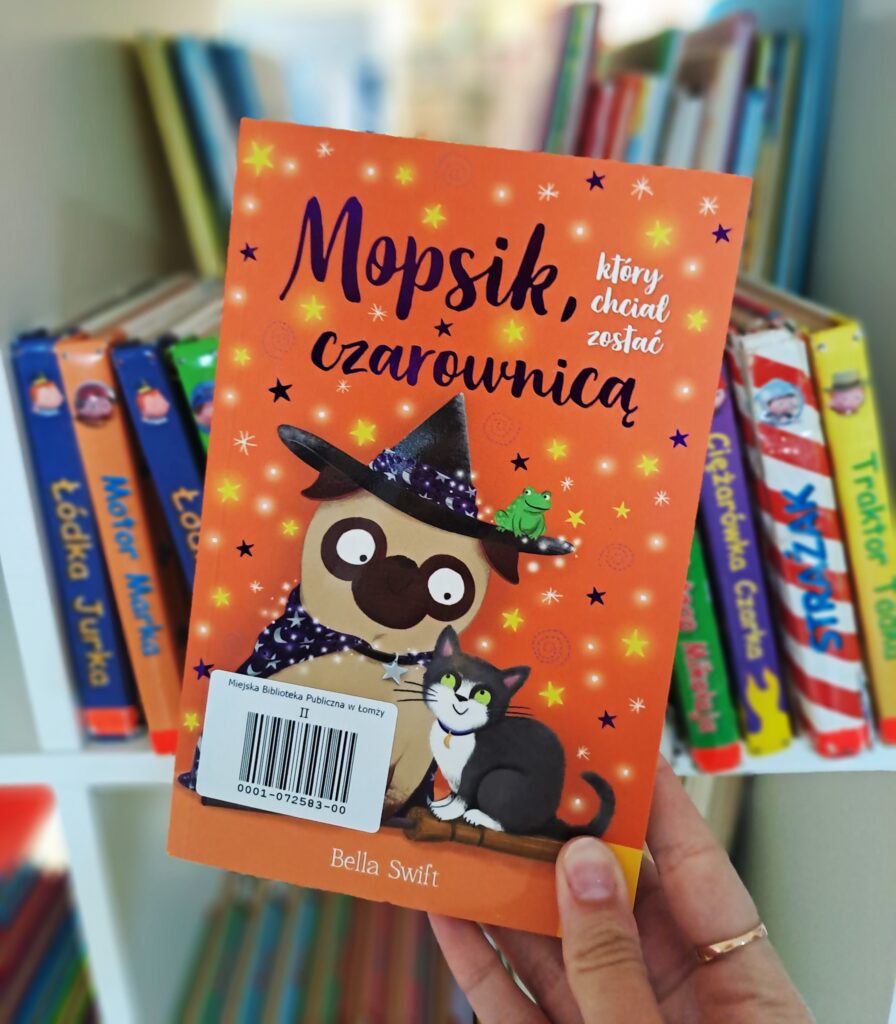 Mopsik,
który
chciał
zostać
czarownicą
Miejska Biblioteka Publiczna w Łomży
II
0001-072583-00
Bella Swift
Łódka Jurka
Motor Marka
Ciężarówka Czarka
STRAŻAK
Traktor